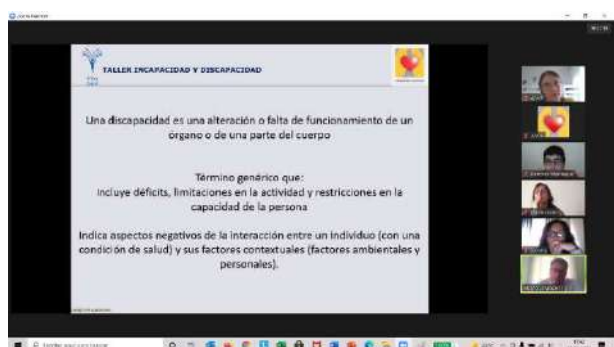 TALLER INCAPACIDAD Y DISCAPACIDAD
Una discapacidad es una alteración o falta de funcionamiento de un
órgano o de una parte del cuerpo
Término genérico que:
Incluye déficits, limitaciones en la actividad y restricciones en la
capacidad de la persona
Indica aspectos negativos de la interacción entre un individuo (con una
condición de salud) y sus factores contextuales (factores ambientales y
personales).